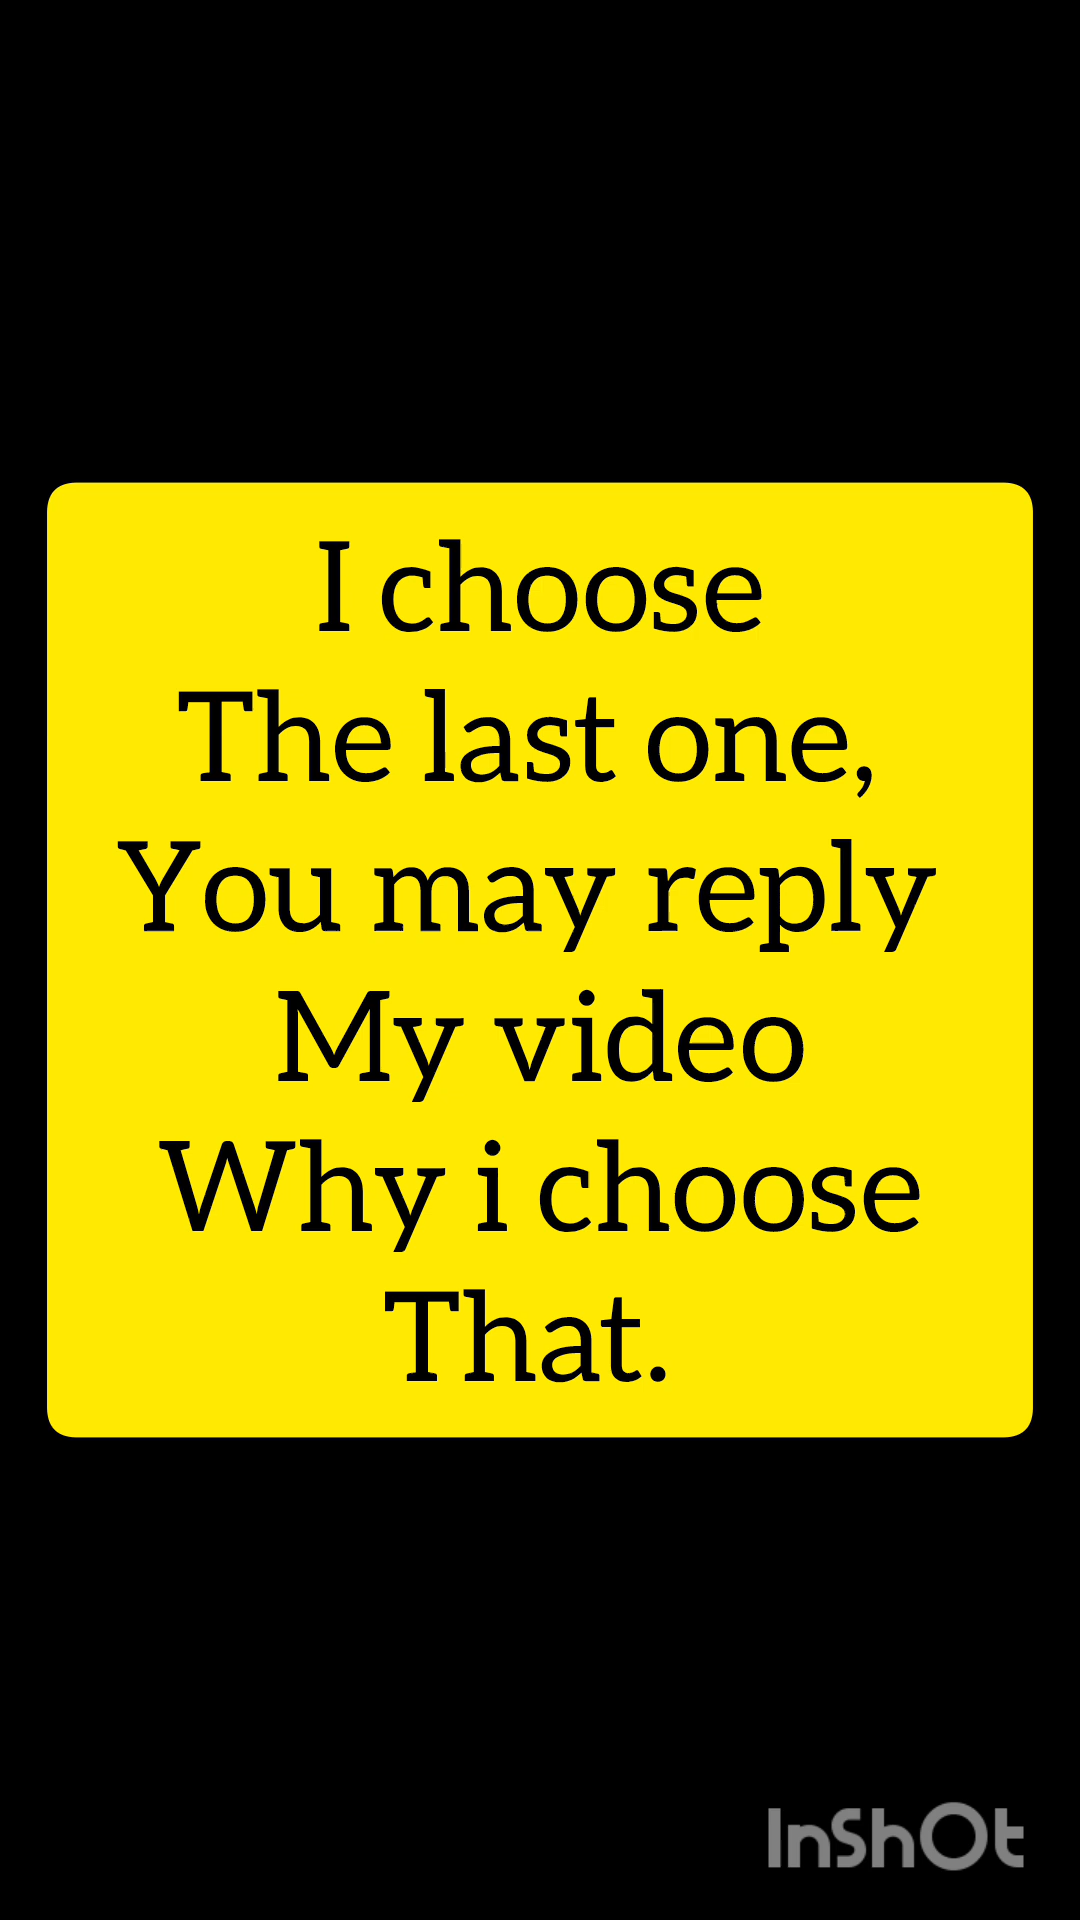 I choose
The last one,
You may reply
My video
Why i choose
That.
InShOt